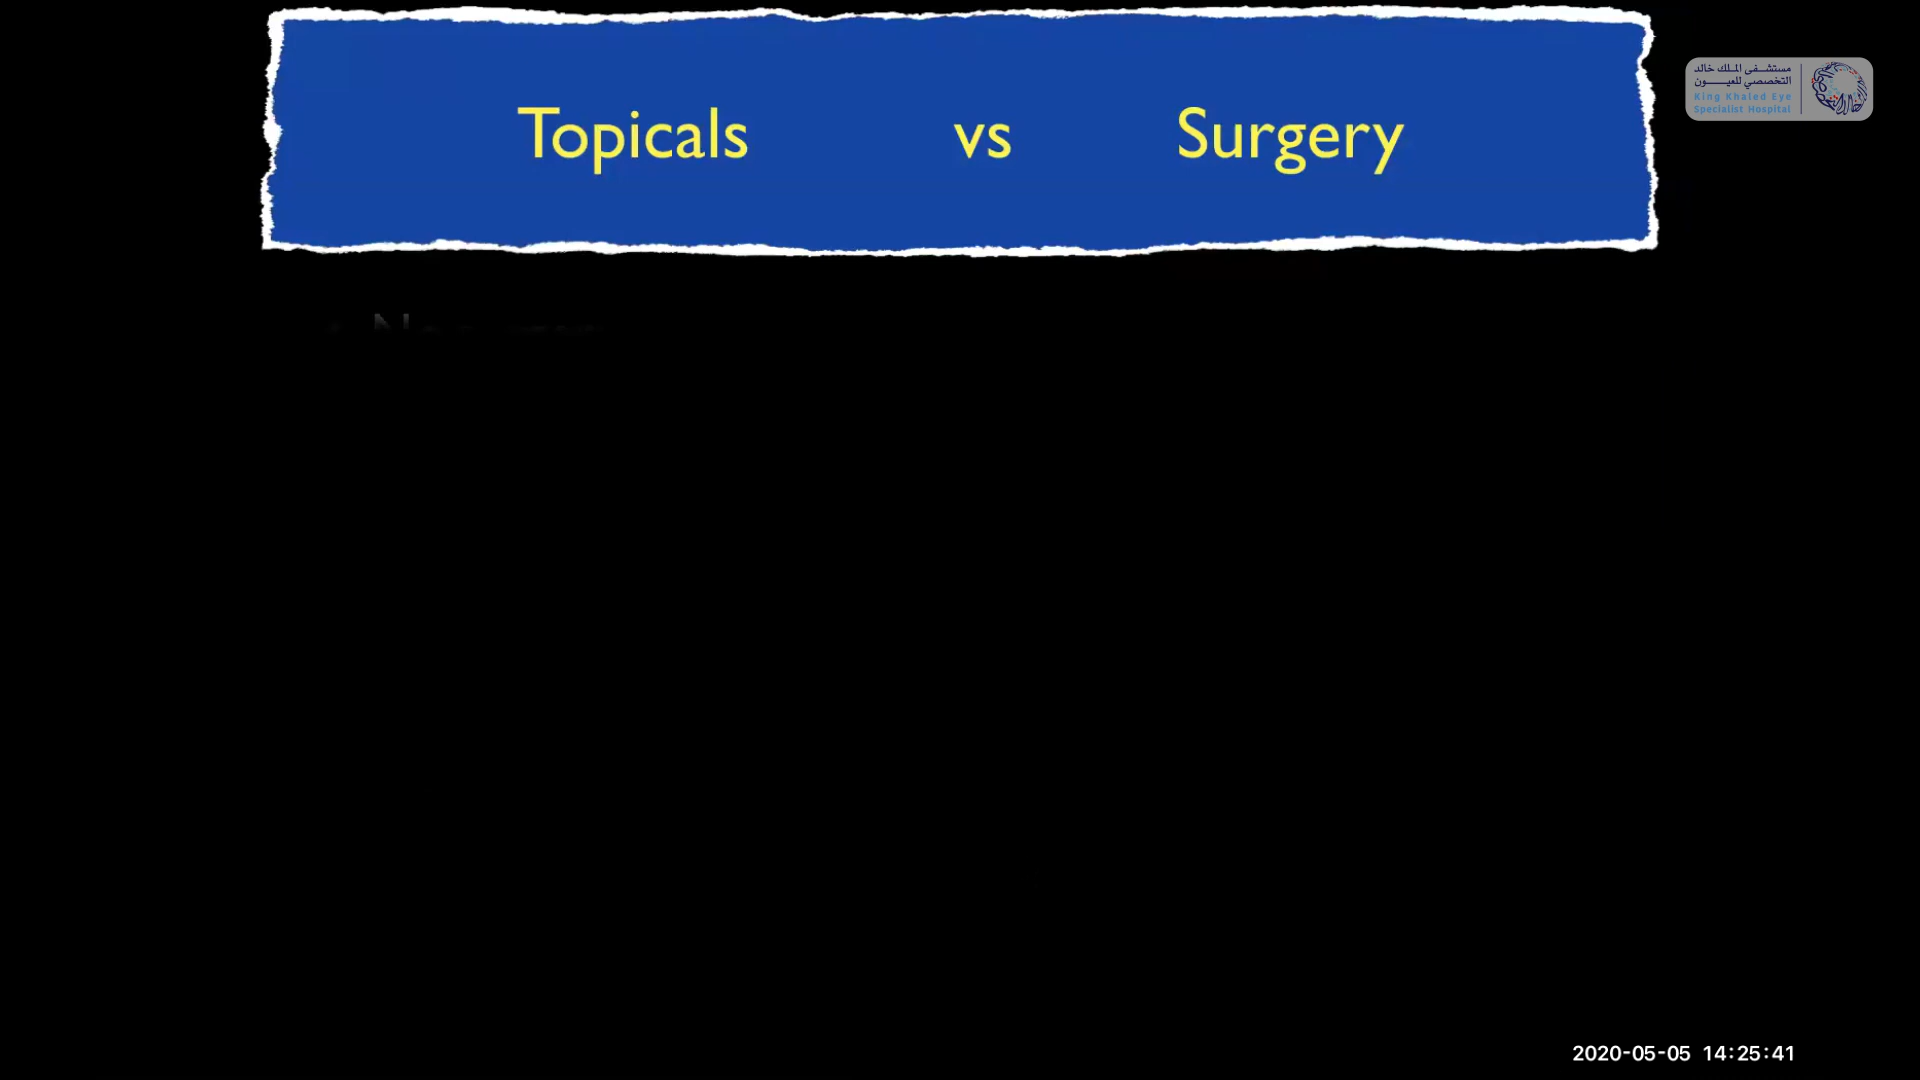 Topicals vs Surgery
مستشفى الملك خالد
التخصصي للعيون
King Khaled Eye
Specialist Hospital
2020-05-05 14:25:41